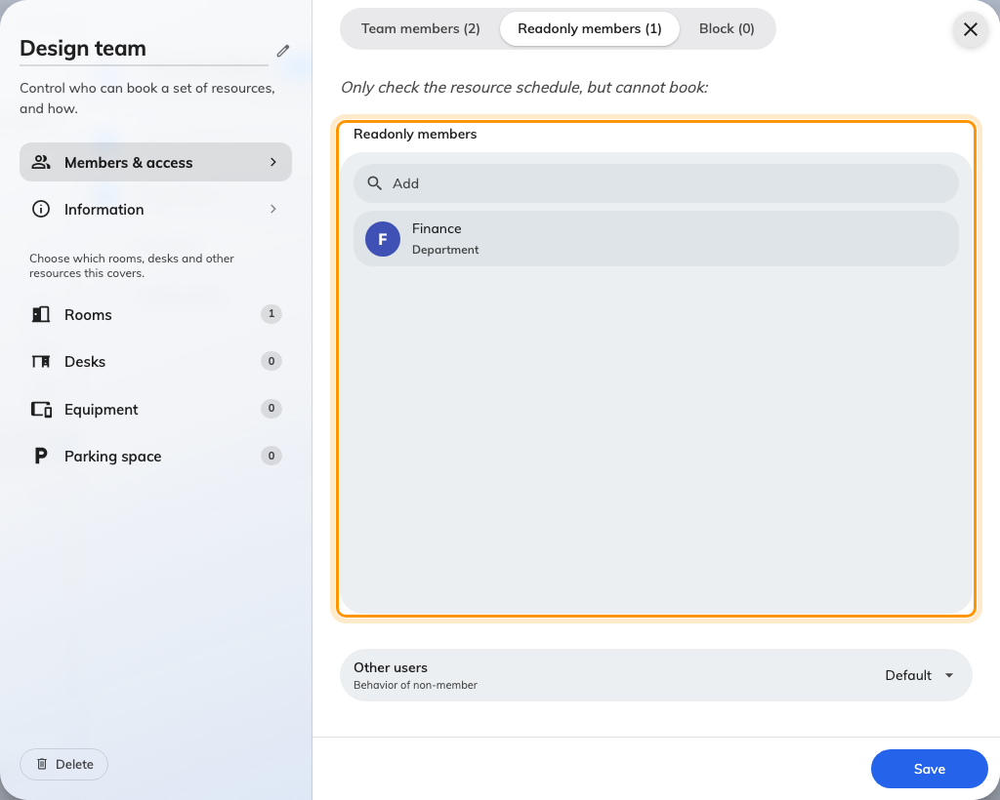 Design team
Control who can book a set of resources,
and how.
Members & access
Information
Choose which rooms, desks and other
resources this covers.
Rooms 1
Desks 0
Equipment 0
Parking space 0
Delete
Team members (2) Readonly members (1) Block (0)
Only check the resource schedule, but cannot book:
Readonly members
Add
F
Finance
Department
Other users
Behavior of non-member
Default
Save